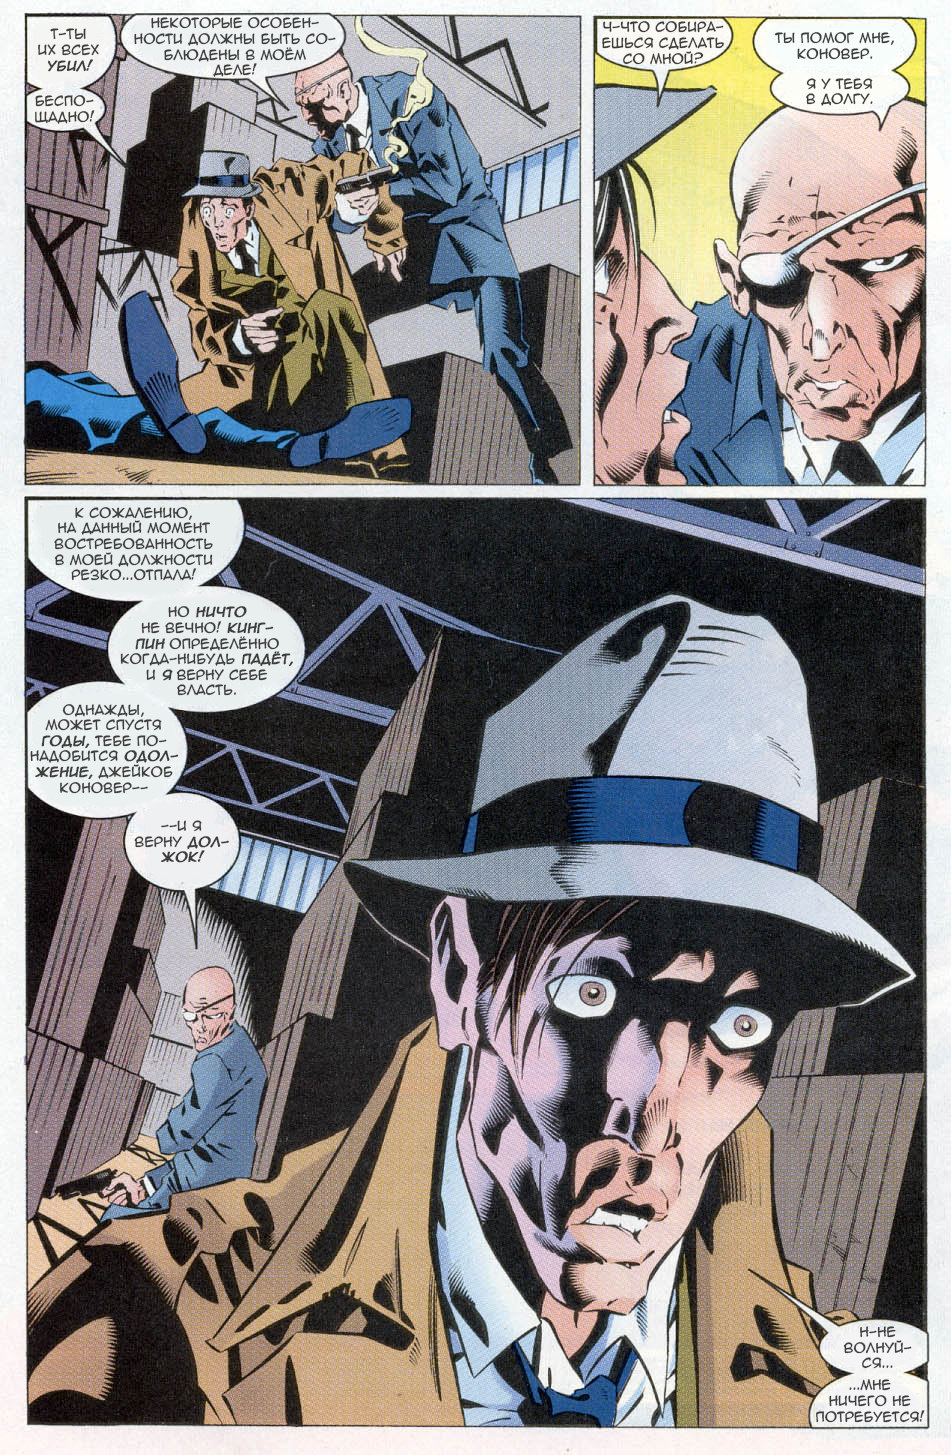 Т-ТЫ
ИХ ВСЕХ
УБИЛ!
БЕСПО-
ЩАДНО!
НЕКОТОРЫЕ ОСОБЕН-
НОСТИ ДОЛЖНЫ БЫТЬ СО-
БЛЮДЕНЫ В МОЁМ
ДЕЛЕ!
Ч-ЧТО СОБИРА-
ЕШЬСЯ СДЕЛАТЬ
СО МНОЙ?
ТЫ ПОМОГ МНЕ,
КОНОВЕР.
Я У ТЕБЯ
В ДОЛГУ.
К СОЖАЛЕНИЮ,
НА ДАННЫЙ МОМЕНТ
ВОСТРЕБОВАННОСТЬ
В МОЕЙ ДОЛЖНОСТИ
РЕЗКО...ОТПАЛА!
НО НИЧТО
НЕ ВЕЧНО! КИНГ-
ПИН ОПРЕДЕЛЁННО
КОГДА-НИБУДЬ ПАДЁТ,
И Я ВЕРНУ СЕБЕ
ВЛАСТЬ.
ОДНАЖДЫ,
МОЖЕТ СПУСТЯ
ГОДЫ, ТЕБЕ ПО-
НАДОБИТСЯ ОДОЛ-
ЖЕНИЕ, ДЖЕЙКОБ
КОНОВЕР--
--И Я
ВЕРНУ ДОЛ-
ЖОК!
Н-НЕ
ВОЛНУЙ-
СЯ...
...МНЕ
НИЧЕГО НЕ
ПОТРЕБУЕТСЯ!